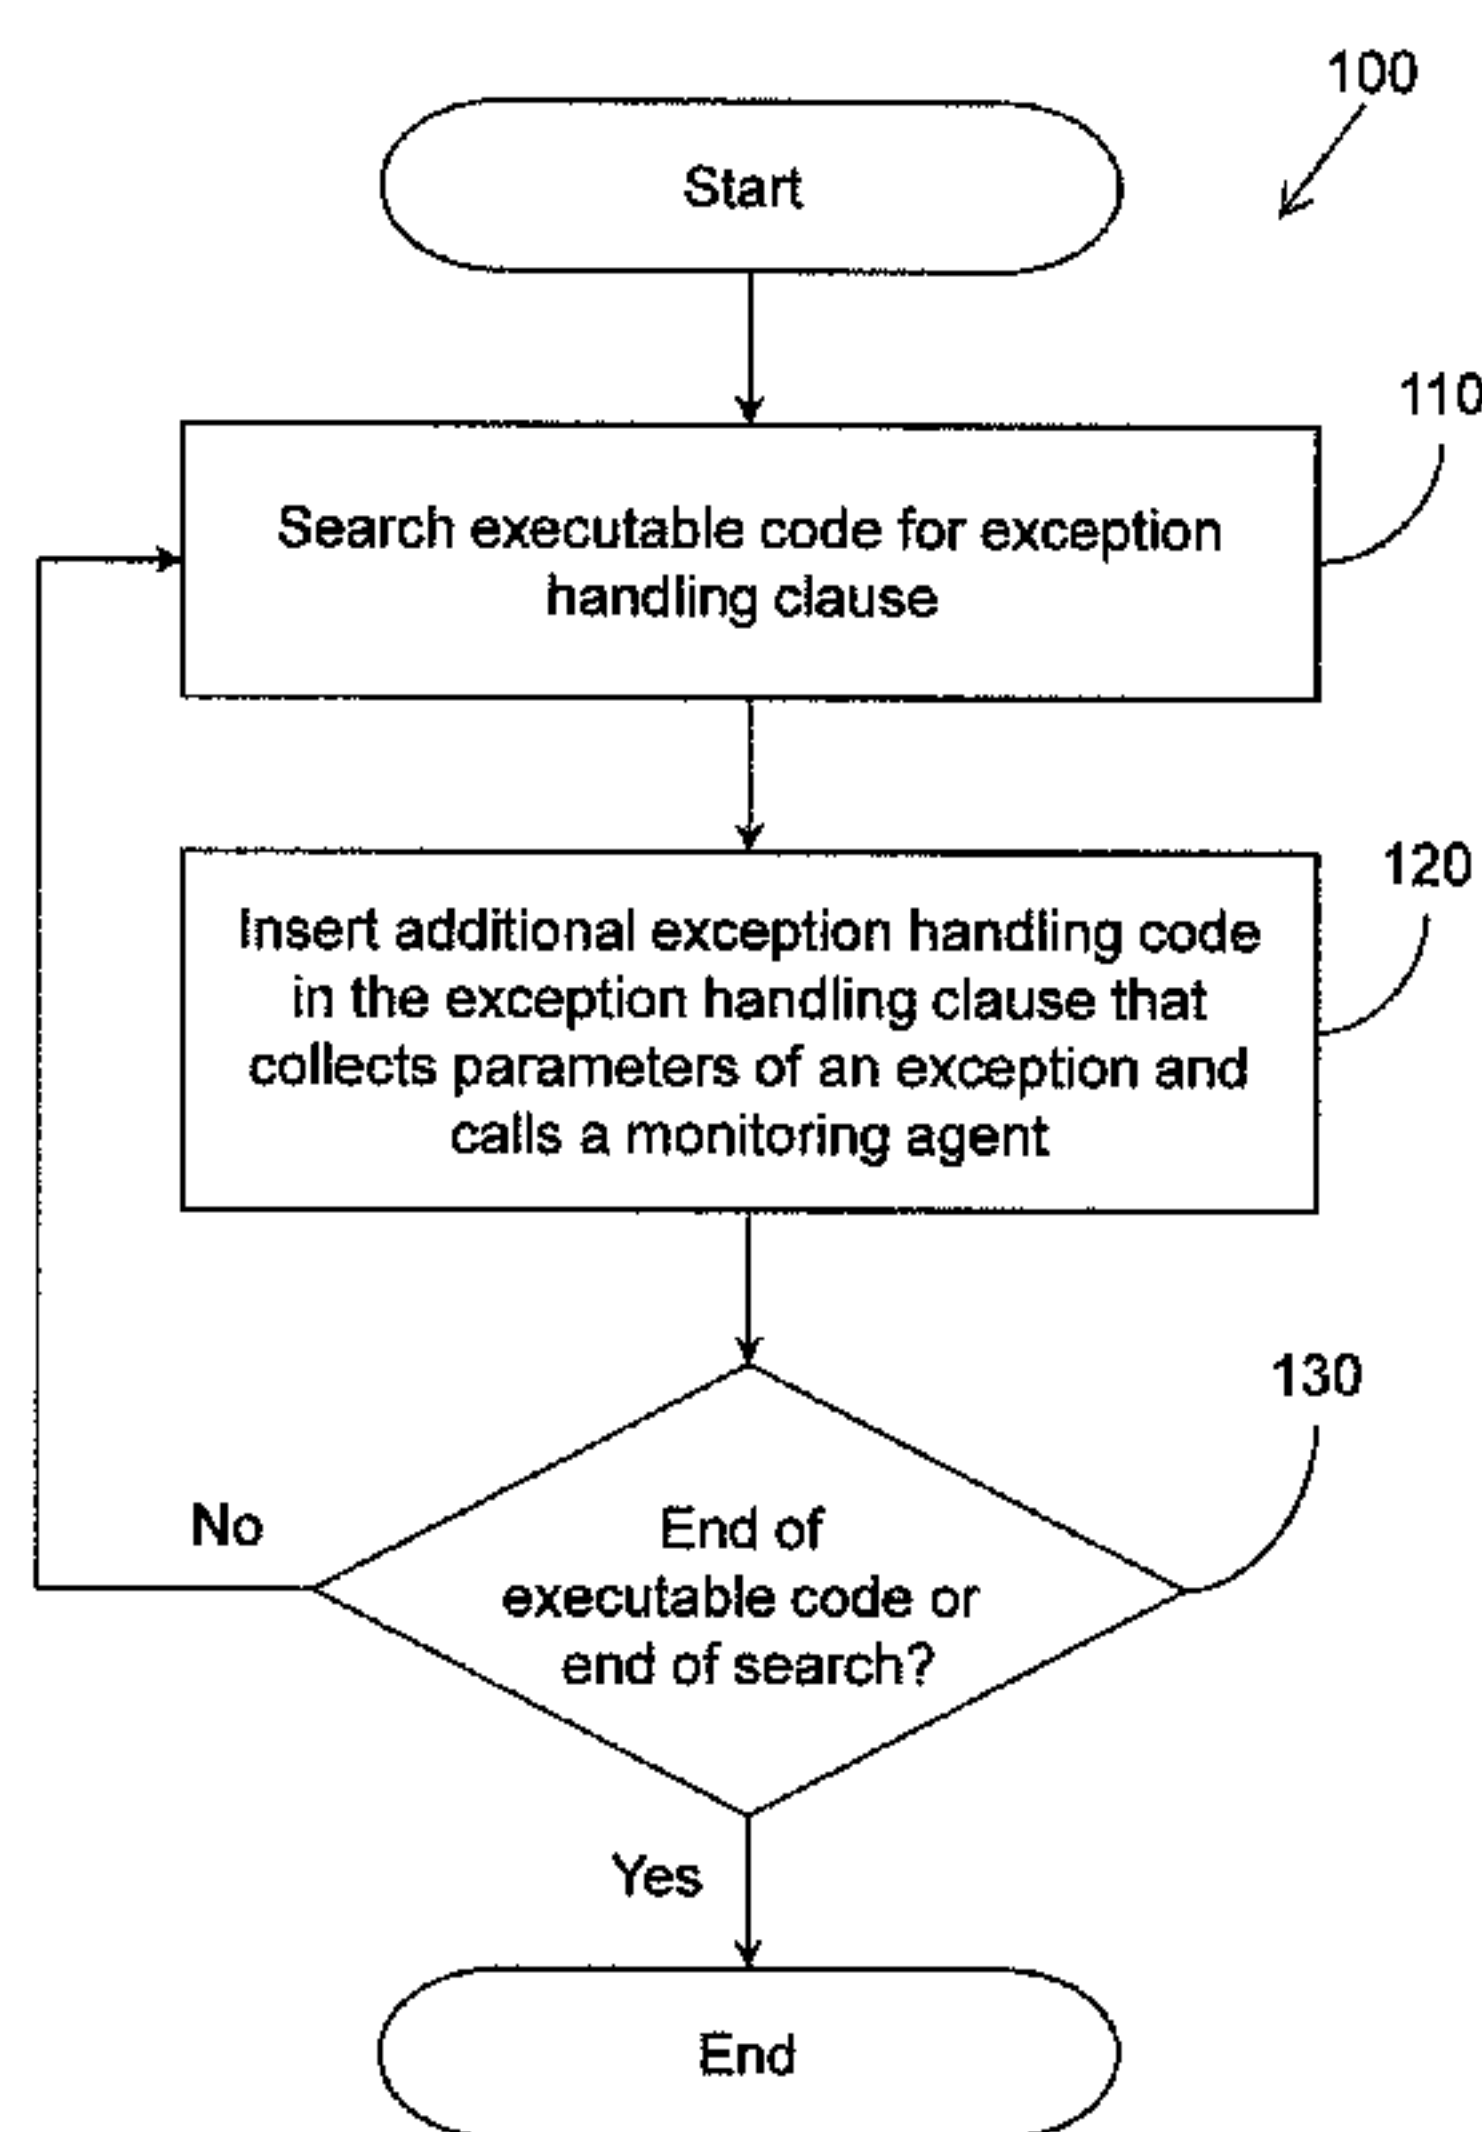 100
Start
110
Search executable code for exception
handling clause
120
Insert additional exception handling code
in the exception handling clause that
collects parameters of an exception and
calls a monitoring agent
130
No
End of
executable code or
end of search?
Yes
End